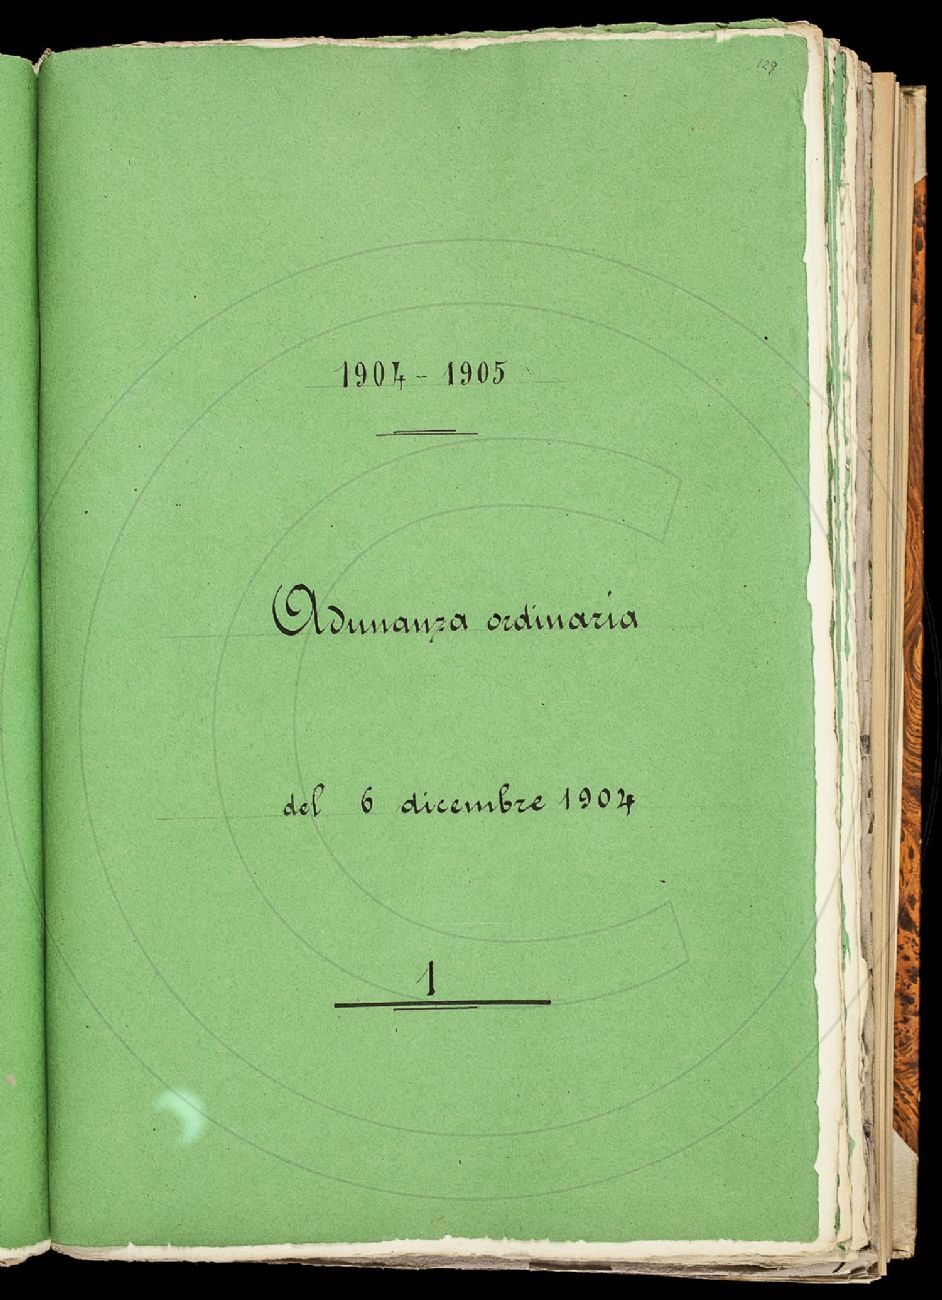 129
1904 - 1905
Adunanza ordinaria
del 6 dicembre 1904
1